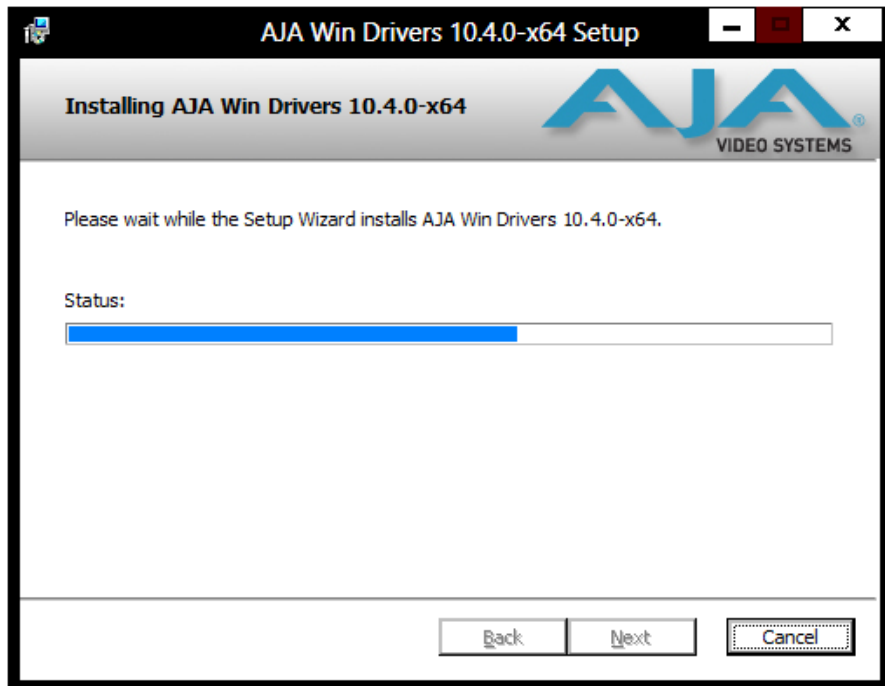 AJA Win Drivers 10.4.0-x64 Setup
Installing AJA Win Drivers 10.4.0-x64
AJA®
VIDEO SYSTEMS
Please wait while the Setup Wizard installs AJA Win Drivers 10.4.0-x64.
Status:
Back
Next
Cancel